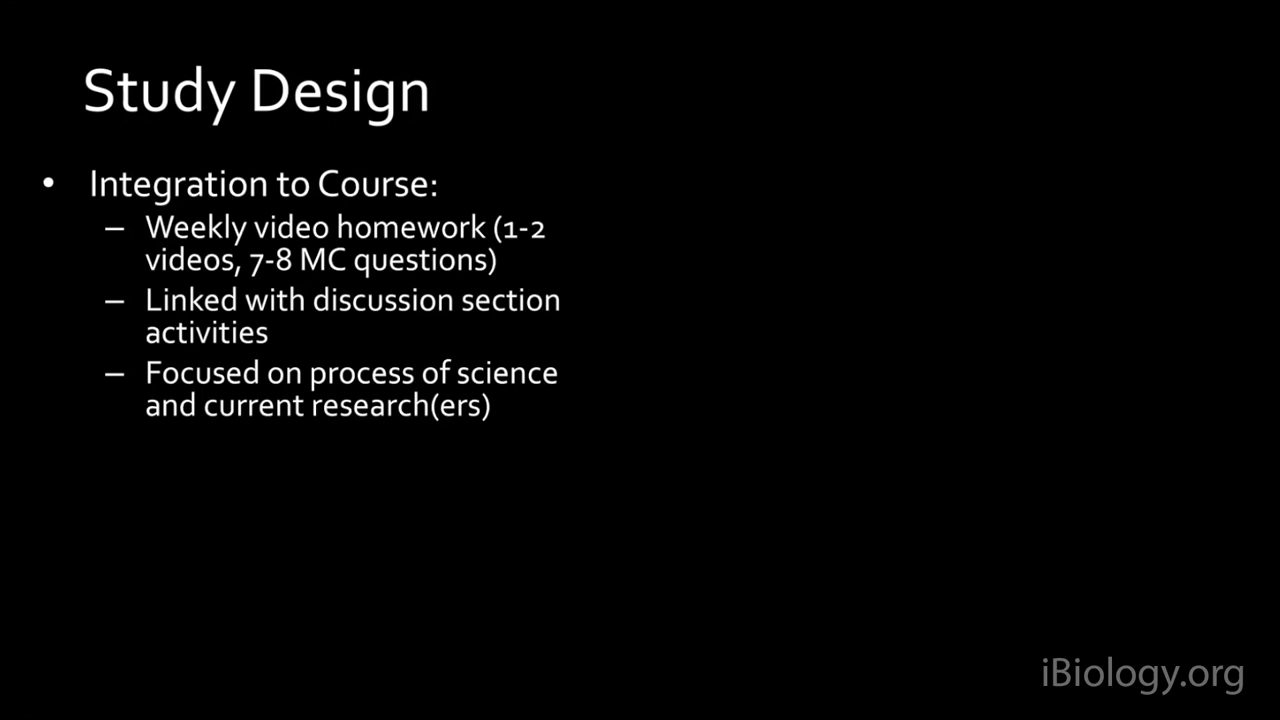 Study Design
• Integration to Course:
– Weekly video homework (1-2
videos, 7-8 MC questions)
– Linked with discussion section
activities
– Focused on process of science
and current research(ers)
iBiology.org